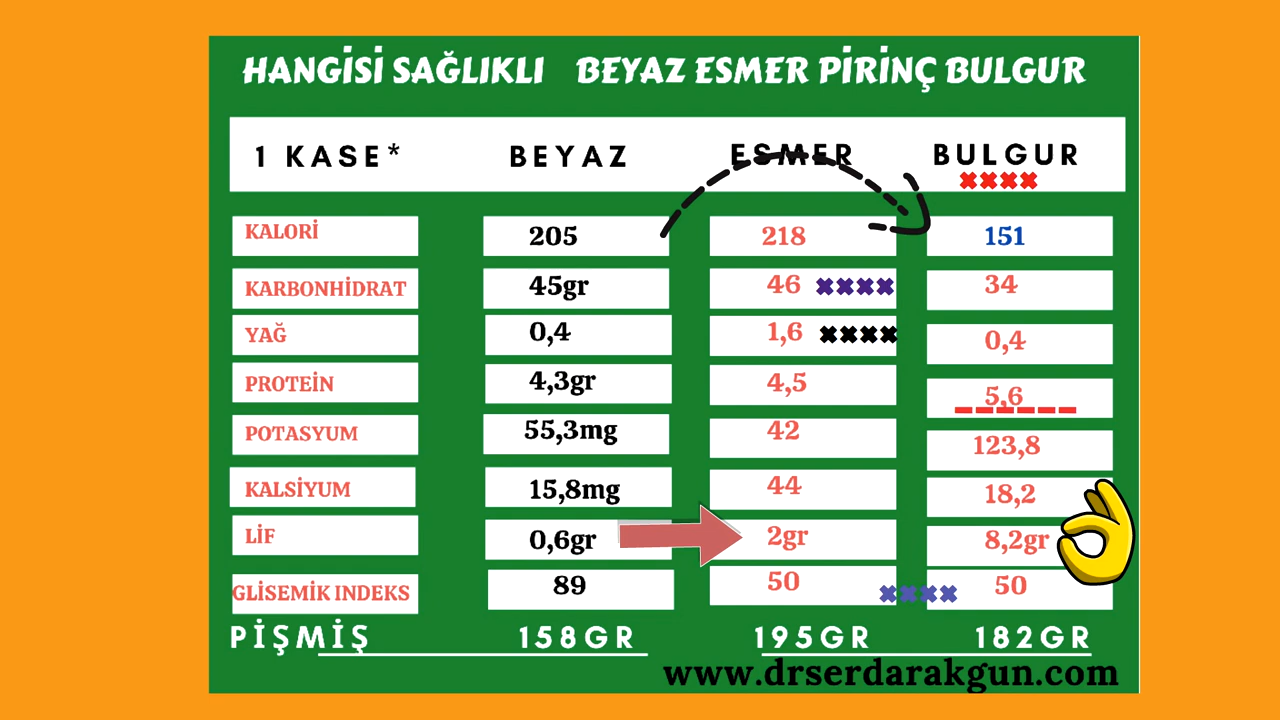 HANGİSİ SAĞLIKLI BEYAZ ESMER PİRİNÇ BULGUR
1 KASE* BEYAZ ESMER BULGUR
KALORİ 205 218 151
KARBONHİDRAT 45gr 46 34
YAĞ 0,4 1,6 0,4
PROTEİN 4,3gr 4,5 5,6
POTASYUM 55,3mg 42 123,8
KALSİYUM 15,8mg 44 18,2
LİF 0,6gr 2gr 8,2gr
GLİSEMİK INDEKS 89 50 50
PİŞMİŞ 158GR 195GR 182GR
www.drserdarakgun.com